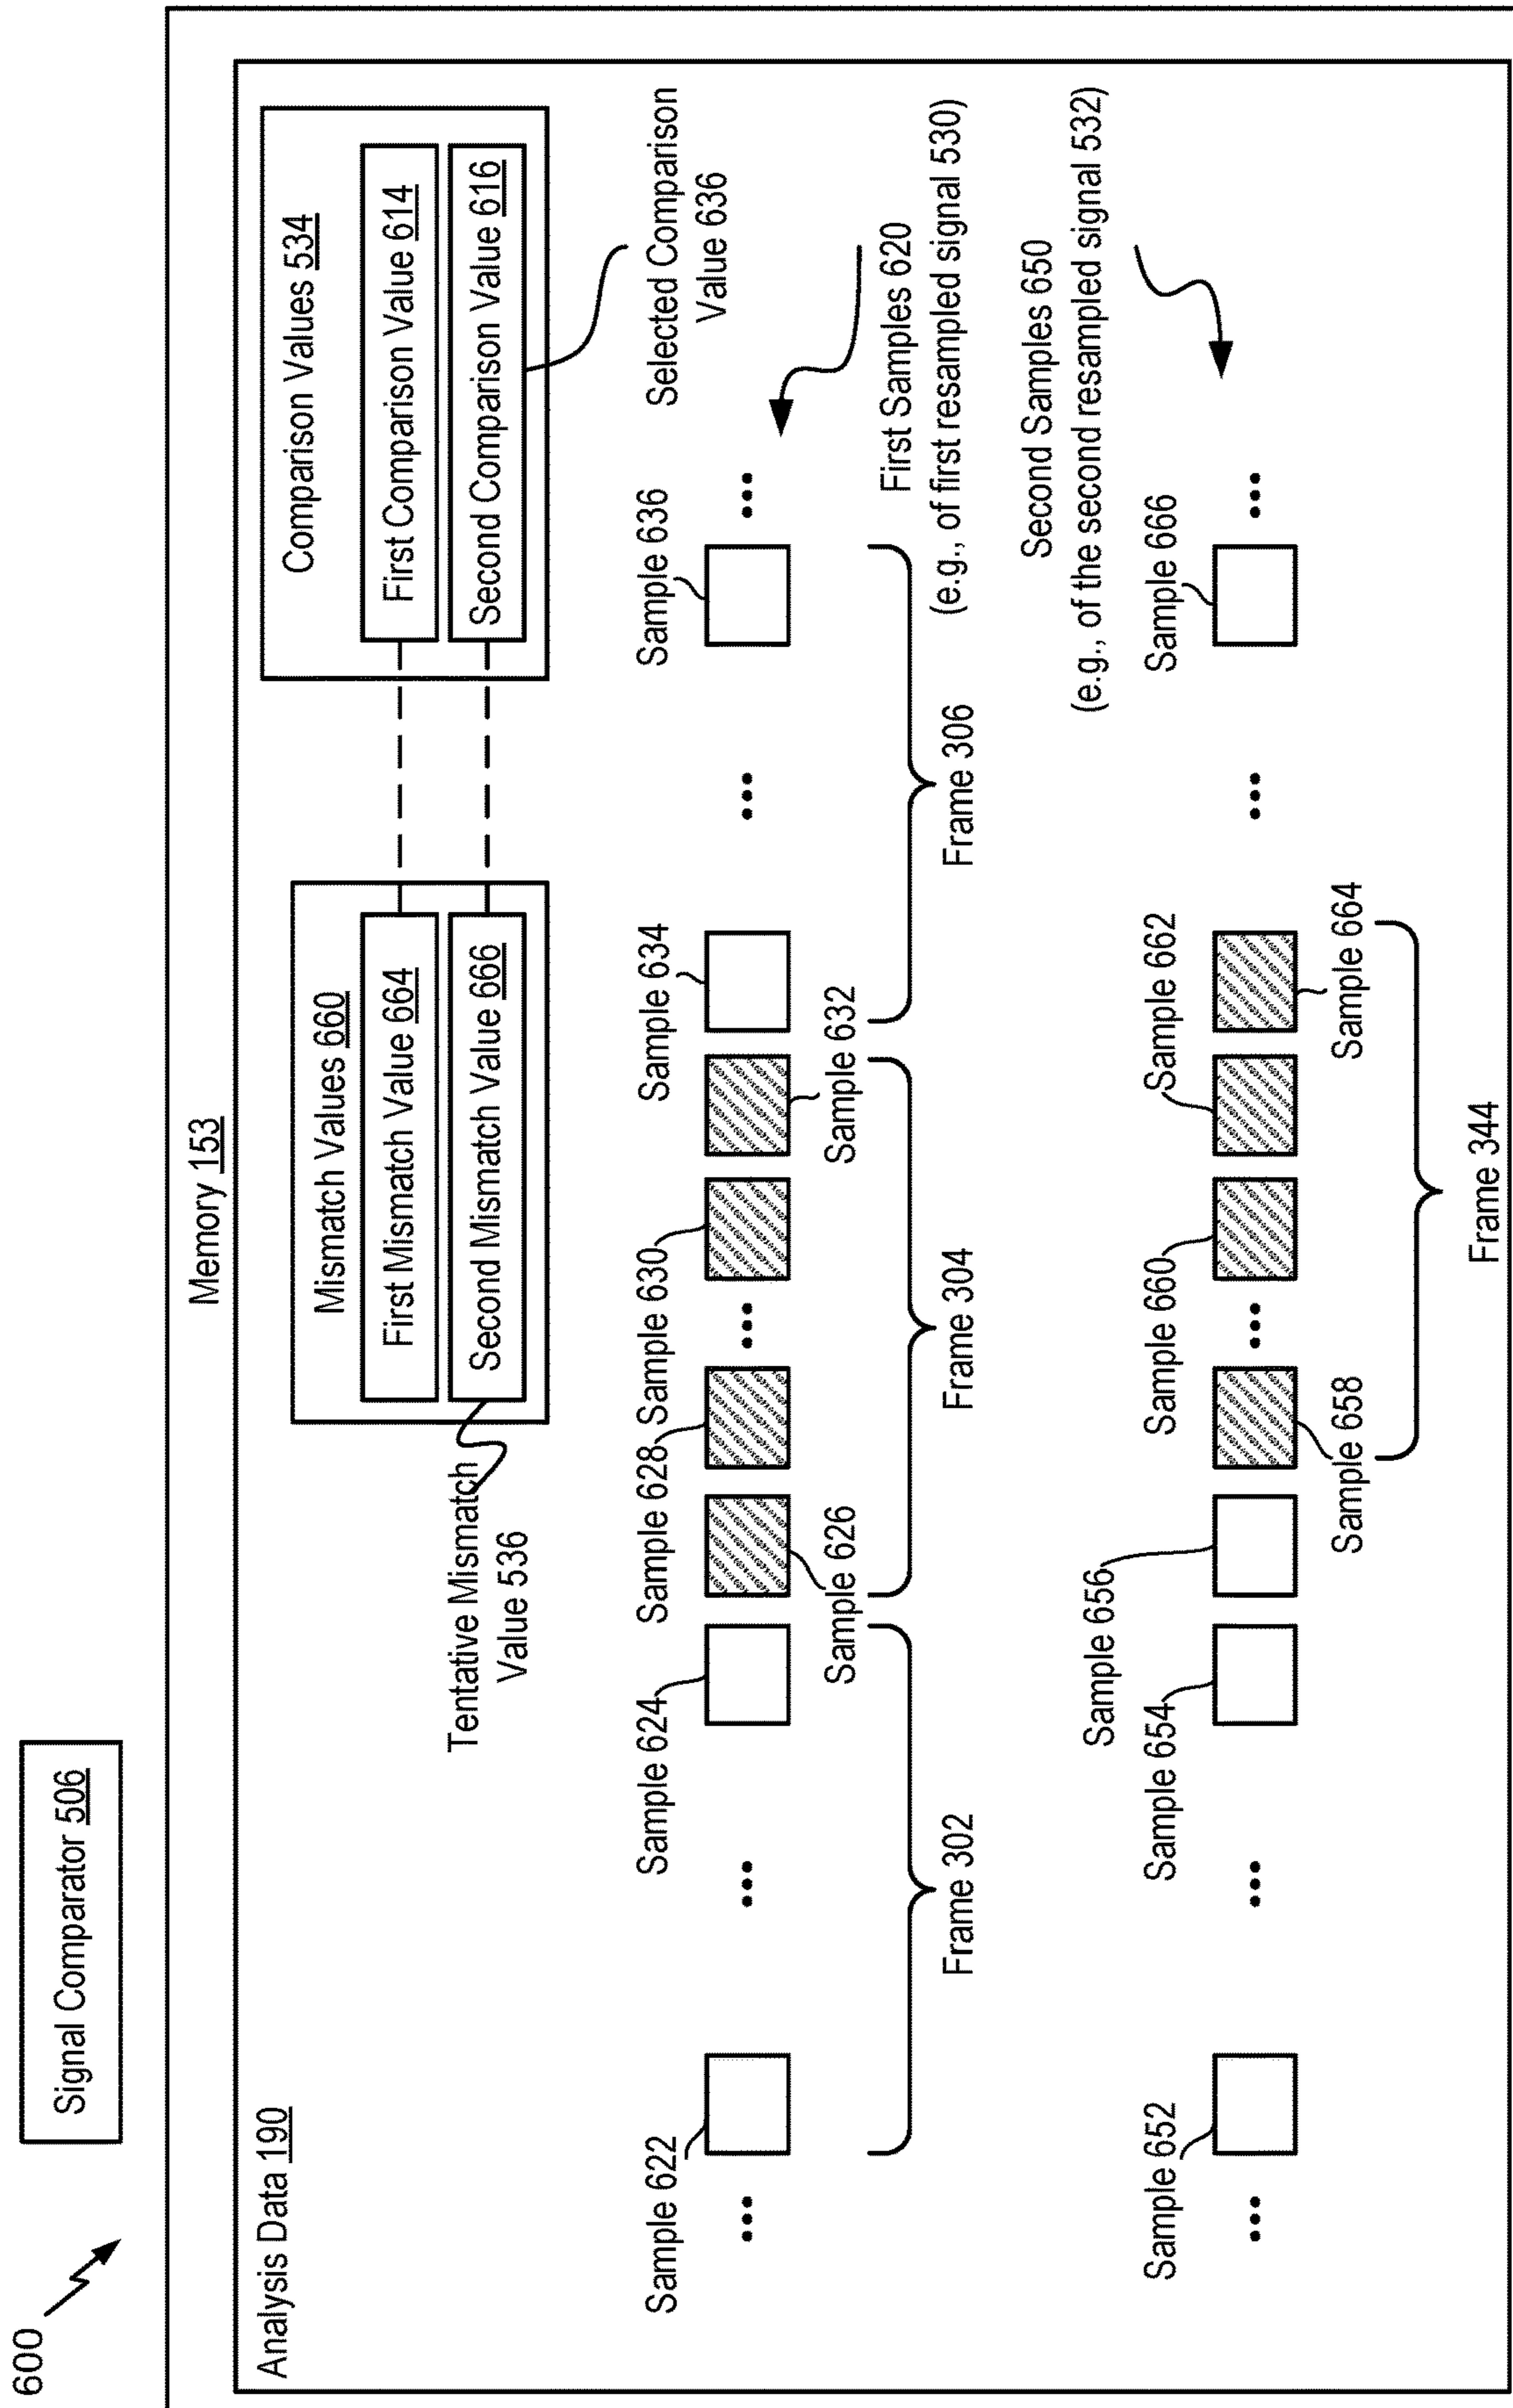 600
Signal Comparator 506
Memory 153
Analysis Data 190
Mismatch Values 660
First Mismatch Value 664
Second Mismatch Value 666
Comparison Values 534
First Comparison Value 614
Second Comparison Value 616
Tentative Mismatch
Value 536
Selected Comparison
Value 636
Sample 622
Sample 624
Sample 628
Sample 630
Sample 634
Sample 636
...
...
...
...
...
Sample 626
Sample 632
First Samples 620
(e.g., of first resampled signal 530)
Frame 302
Frame 304
Frame 306
Second Samples 650
(e.g., of the second resampled signal 532)
Sample 652
Sample 654
Sample 656
Sample 660
Sample 662
Sample 666
...
...
...
...
...
Sample 658
Sample 664
Frame 344